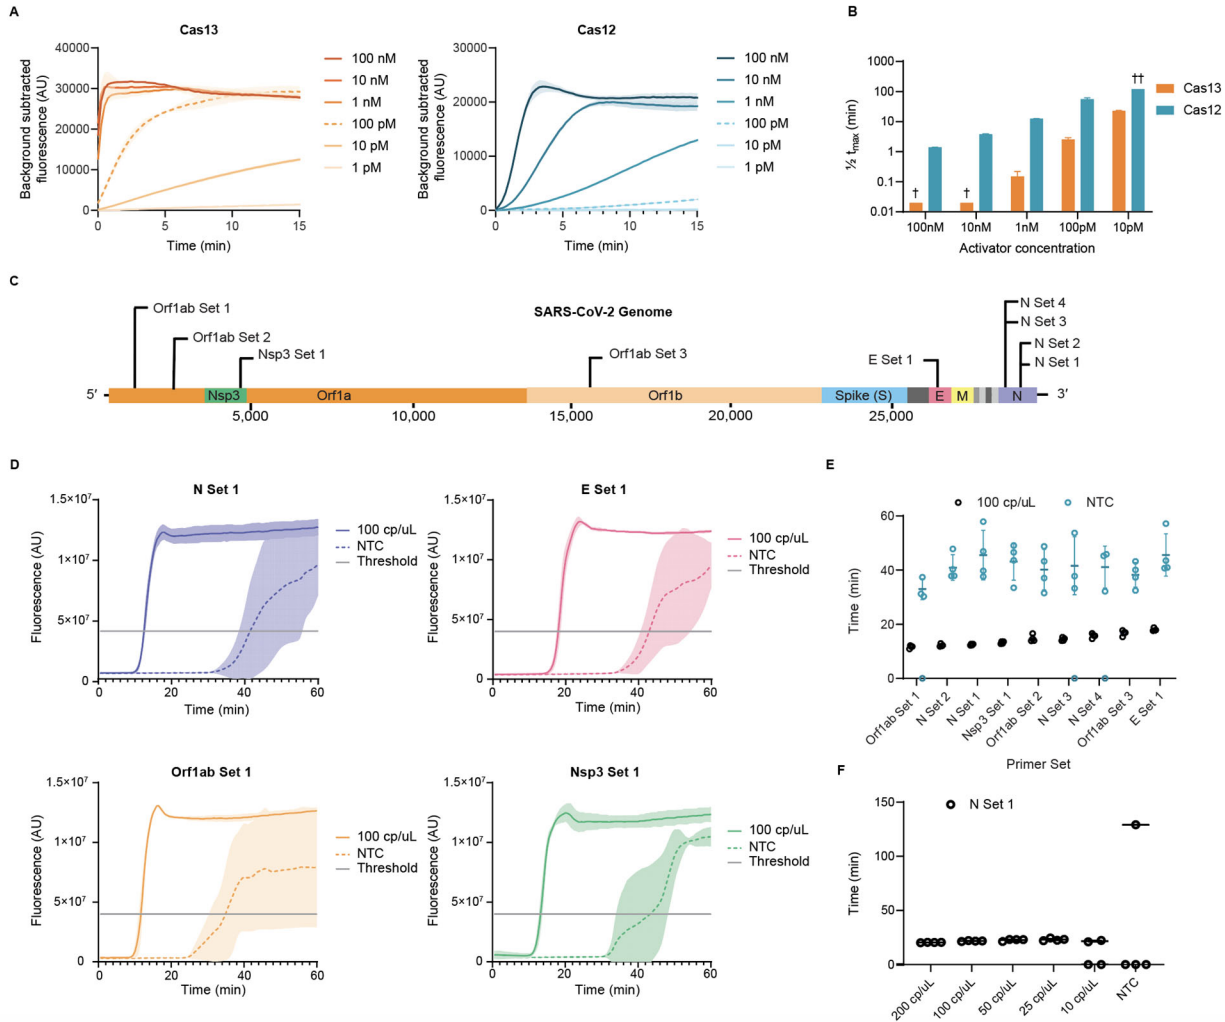 A
Cas13
Background subtracted
fluorescence (AU)
40000
30000
20000
10000
0
0
5
10
15
Time (min)
100 nM
10 nM
1 nM
100 pM
10 pM
1 pM
Cas12
Background subtracted
fluorescence (AU)
30000
20000
10000
0
0
5
10
15
Time (min)
100 nM
10 nM
1 nM
100 pM
10 pM
1 pM
B
½ tmax (min)
1000
100
10
1
0.1
0.01
†
†
††
Cas13
Cas12
100nM
10nM
1nM
100pM
10pM
Activator concentration
C
SARS-CoV-2 Genome
Orf1ab Set 1
Orf1ab Set 2
Nsp3 Set 1
Orf1ab Set 3
E Set 1
N Set 4
N Set 3
N Set 2
N Set 1
5′
Nsp3
Orf1a
Orf1b
Spike (S)
E
M
N
3′
5,000
10,000
15,000
20,000
25,000
D
N Set 1
Fluorescence (AU)
1.5×10⁷
1×10⁷
5×10⁷
0
0
20
40
60
Time (min)
100 cp/uL
NTC
Threshold
E Set 1
Fluorescence (AU)
1.5×10⁷
1×10⁷
5×10⁷
0
0
20
40
60
Time (min)
100 cp/uL
NTC
Threshold
Orf1ab Set 1
Fluorescence (AU)
1.5×10⁷
1×10⁷
5×10⁷
0
0
20
40
60
Time (min)
100 cp/uL
NTC
Threshold
Nsp3 Set 1
Fluorescence (AU)
1.5×10⁷
1×10⁷
5×10⁷
0
0
20
40
60
Time (min)
100 cp/uL
NTC
Threshold
E
100 cp/uL
NTC
Time (min)
60
40
20
0
Orf1ab Set 1
N Set 2
N Set 1
Nsp3 Set 1
Orf1ab Set 2
N Set 3
N Set 4
Orf1ab Set 3
E Set 1
Primer Set
F
N Set 1
Time (min)
150
100
50
0
200 cp/uL
100 cp/uL
50 cp/uL
25 cp/uL
10 cp/uL
NTC